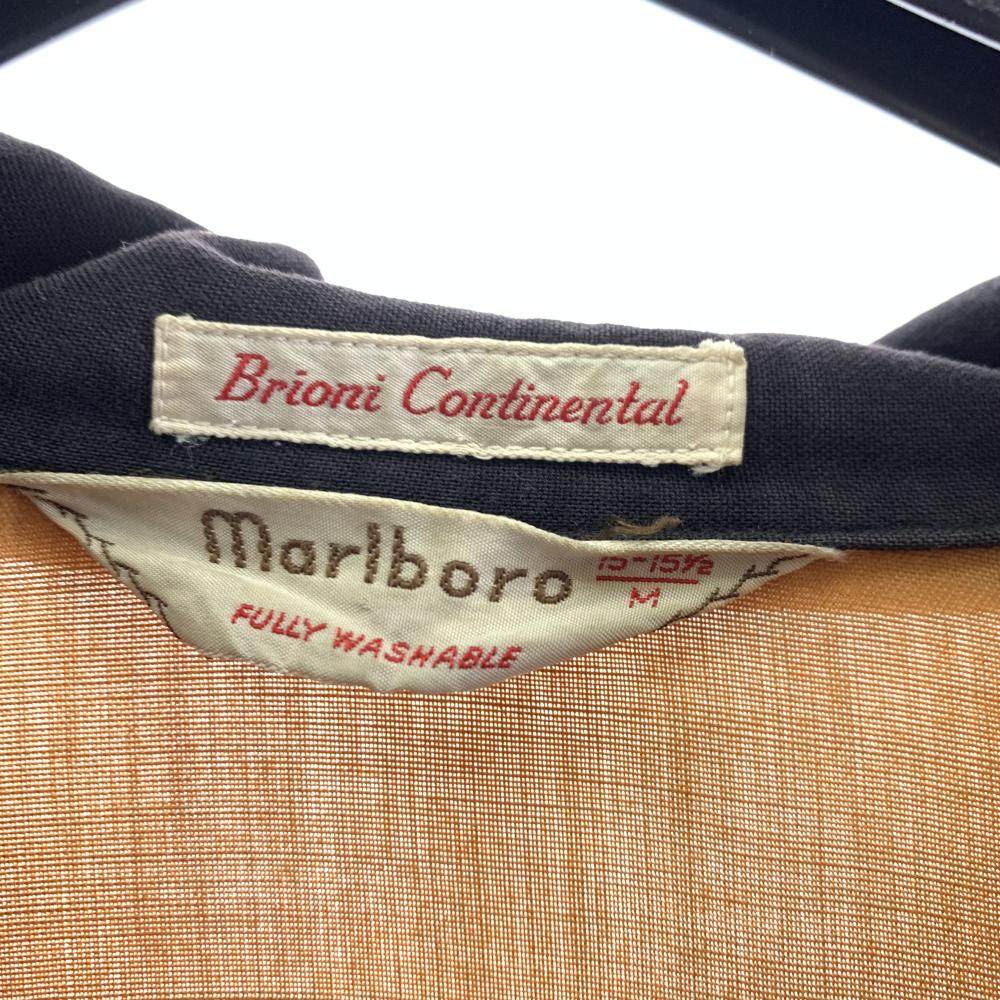 Brioni Continental
Marlboro
15-15½
M
FULLY WASHABLE